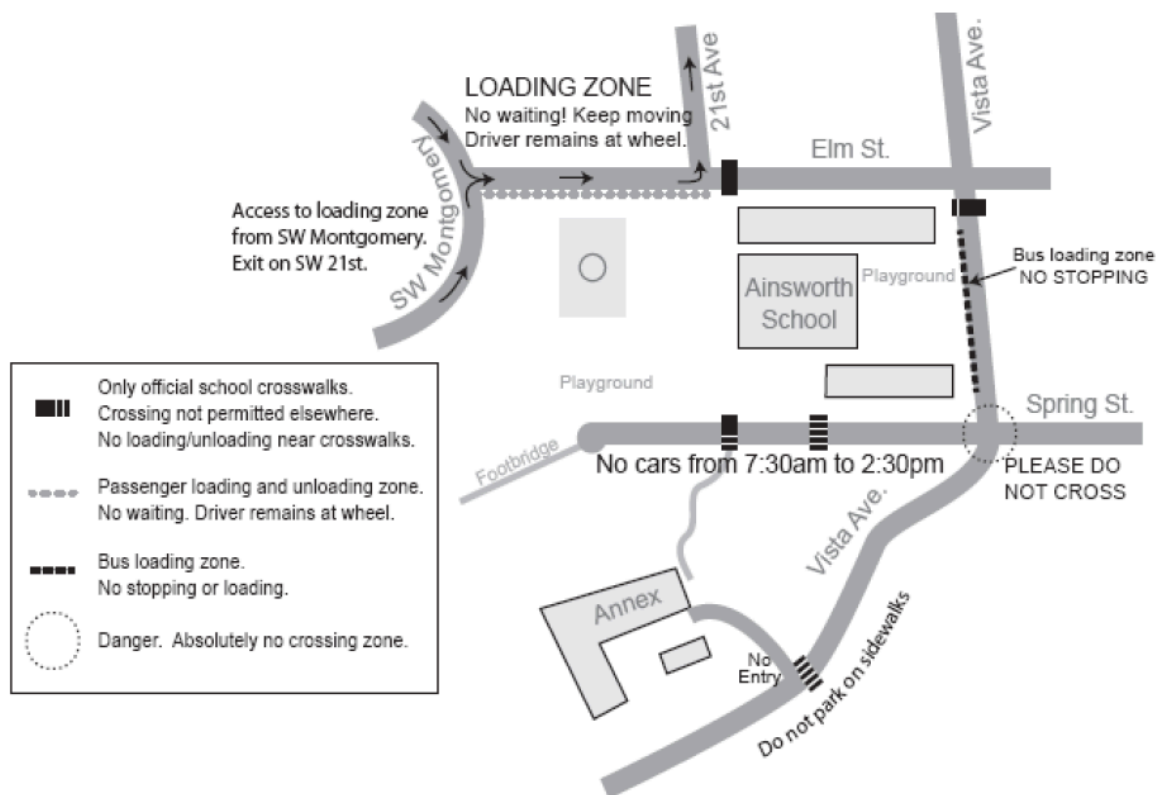 LOADING ZONE
No waiting! Keep moving
Driver remains at wheel.
21st Ave
Vista Ave.
Elm St.
SW Montgomery
Access to loading zone
from SW Montgomery.
Exit on SW 21st.
Bus loading zone
NO STOPPING
Playground
Ainsworth
School
Playground
Spring St.
Footbridge
No cars from 7:30am to 2:30pm
PLEASE DO
NOT CROSS
Vista Ave.
Annex
No
Entry
Do not park on sidewalks
Only official school crosswalks.
Crossing not permitted elsewhere.
No loading/unloading near crosswalks.
Passenger loading and unloading zone.
No waiting. Driver remains at wheel.
Bus loading zone.
No stopping or loading.
Danger. Absolutely no crossing zone.